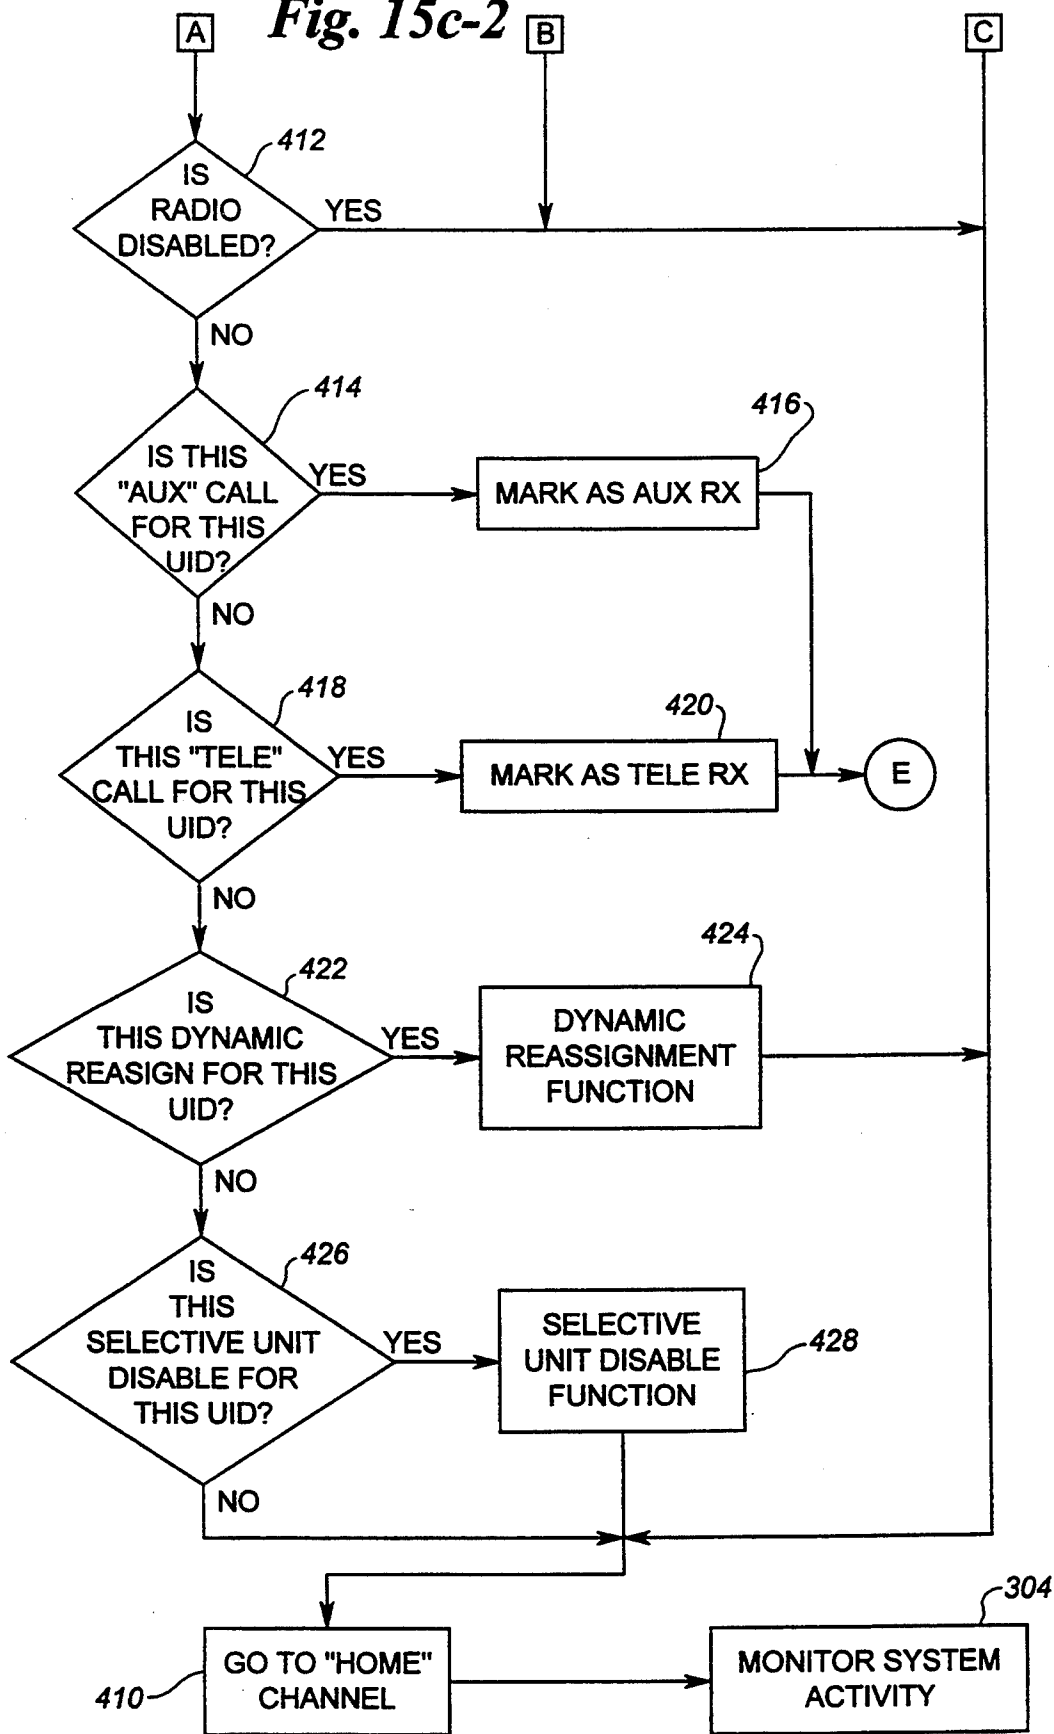 Fig. 15c-2
A
B
C
412
IS
RADIO
DISABLED?
YES
NO
414
IS THIS
"AUX" CALL
FOR THIS
UID?
YES
416
MARK AS AUX RX
NO
418
IS
THIS "TELE"
CALL FOR THIS
UID?
YES
420
MARK AS TELE RX
E
NO
422
IS
THIS DYNAMIC
REASIGN FOR THIS
UID?
YES
424
DYNAMIC
REASSIGNMENT
FUNCTION
NO
426
IS
THIS
SELECTIVE UNIT
DISABLE FOR
THIS UID?
YES
SELECTIVE
UNIT DISABLE
FUNCTION
428
NO
410
GO TO "HOME"
CHANNEL
304
MONITOR SYSTEM
ACTIVITY